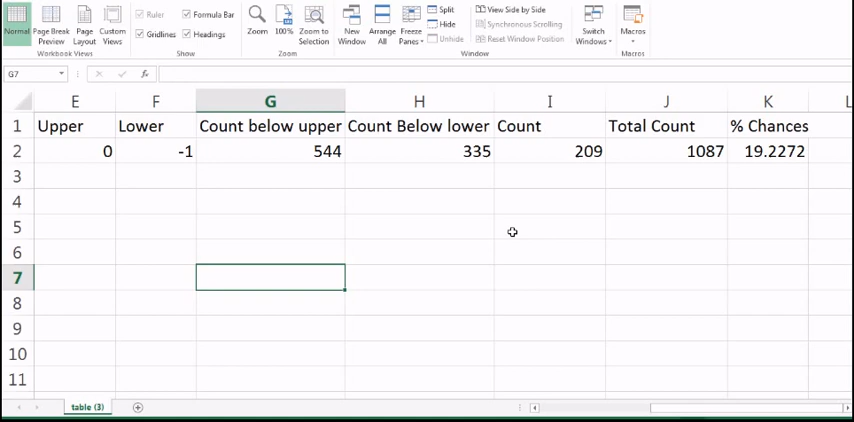 Normal Page Break Preview Page Layout Custom Views
Workbook Views
Ruler Formula Bar
Gridlines Headings
Show
Zoom 100% Zoom to Selection
Zoom
New Window Arrange All Freeze Panes
Split
Hide
Unhide
View Side by Side
Synchronous Scrolling
Reset Window Position
Window
Switch Windows
Macros
Macros
G7 fx
E F G H I J K L
1 Upper Lower Count below upper Count Below lower Count Total Count % Chances
2 0 -1 544 335 209 1087 19.2272
3
4
5
6
7
8
9
10
11
table (3)